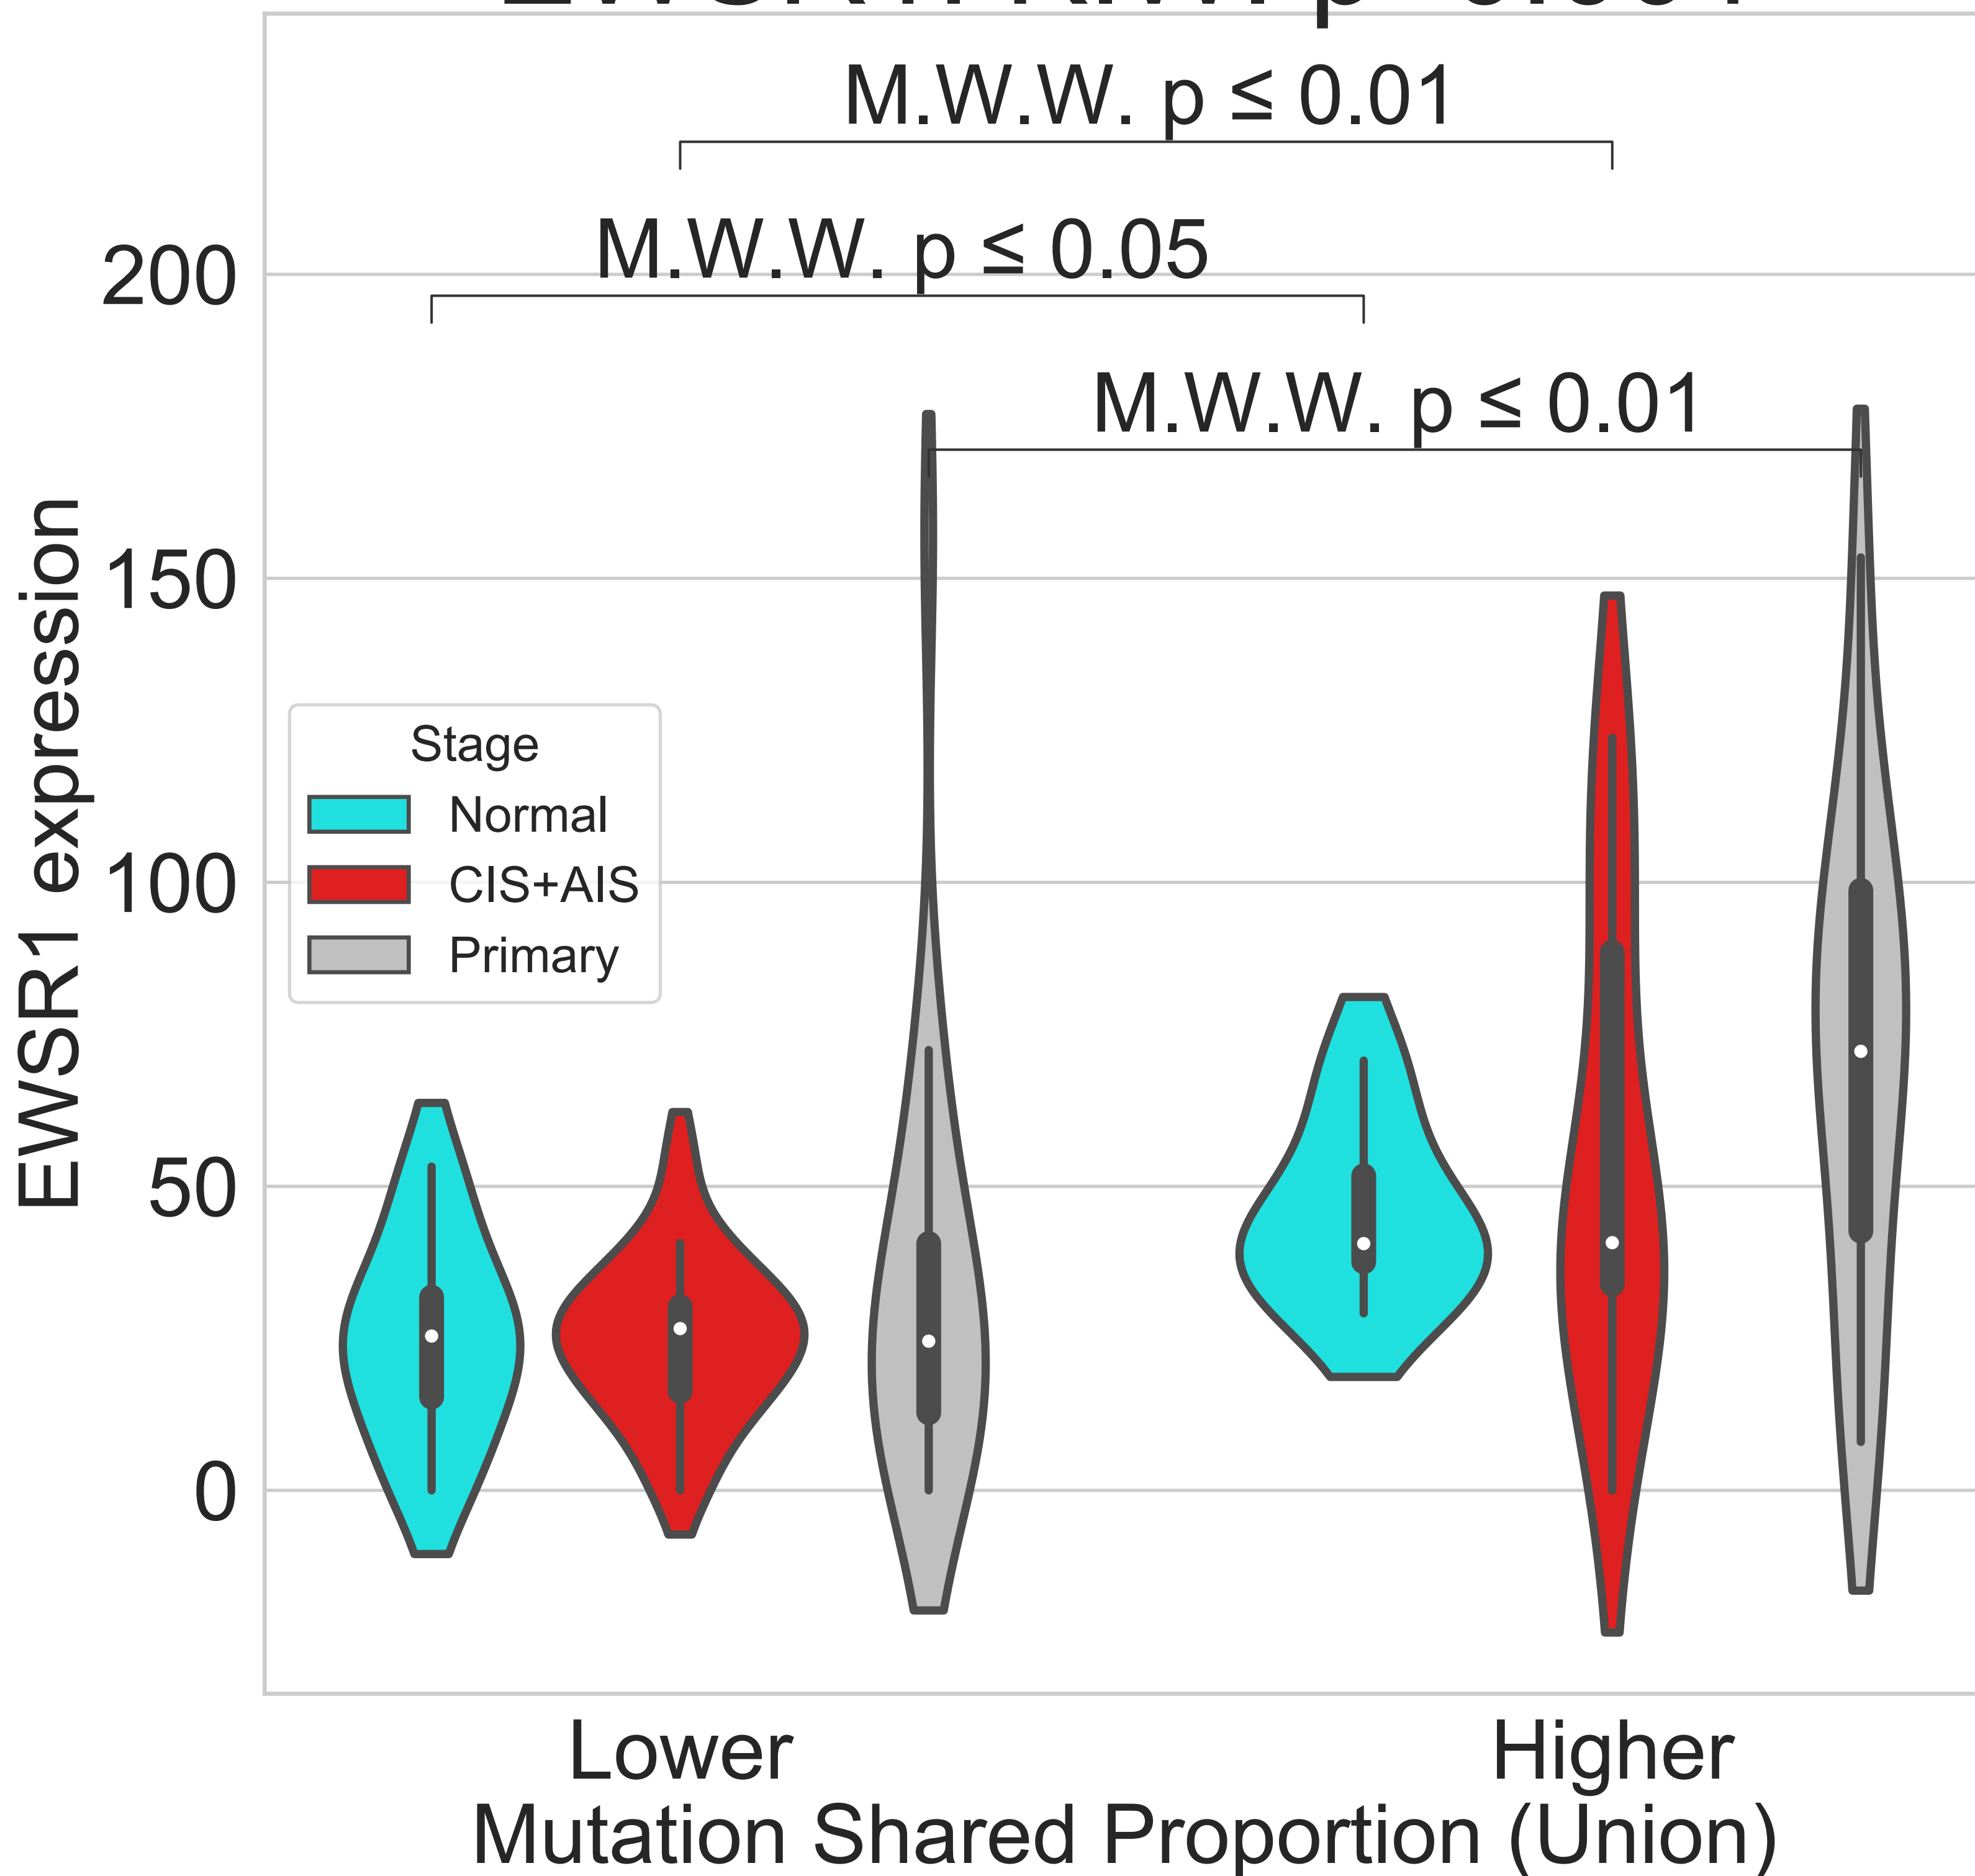 M.W.W. p ≤ 0.01
M.W.W. p ≤ 0.05
M.W.W. p ≤ 0.01
200
150
100
50
0
EWSR1 expression
Stage
Normal
CIS+AIS
Primary
Lower
Higher
Mutation Shared Proportion (Union)